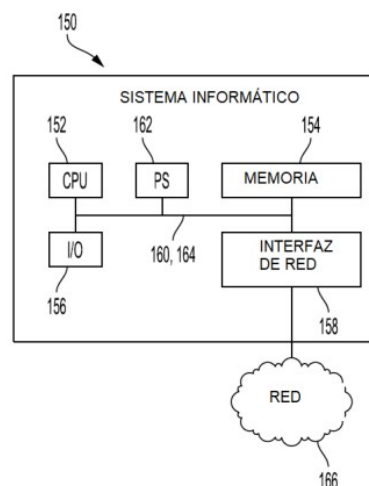 150
SISTEMA INFORMÁTICO
152
162
154
CPU
PS
MEMORIA
I/O
160, 164
INTERFAZ
DE RED
156
158
RED
166